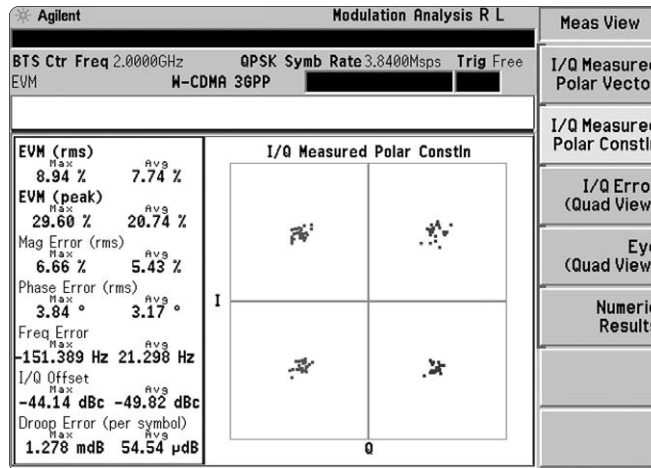 Agilent
Modulation Analysis R L
Meas View
BTS Ctr Freq 2.0000GHz QPSK Symb Rate 3.8400Msps Trig Free
EVM W-CDMA 3GPP
I/Q Measured
Polar Vecto
I/Q Measured
Polar Constln
I/Q Erro
(Quad View
Eye
(Quad View
Numeric
Results
EVM (rms)
Max Avg
8.94 % 7.74 %
EVM (peak)
Max Avg
29.60 % 20.74 %
Mag Error (rms)
Max Avg
6.66 % 5.43 %
Phase Error (rms)
Max Avg
3.84 ° 3.17 °
Freq Error
Max Avg
-151.389 Hz 21.298 Hz
I/Q Offset
Max Avg
-44.14 dBc -49.82 dBc
Droop Error (per symbol)
Max Avg
1.278 mdB 54.54 µdB
I/Q Measured Polar Constln
I
Q